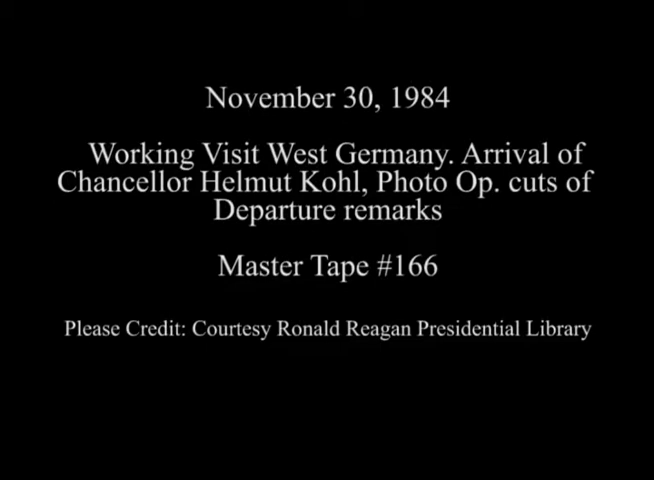 November 30, 1984
Working Visit West Germany. Arrival of
Chancellor Helmut Kohl, Photo Op. cuts of
Departure remarks
Master Tape #166
Please Credit: Courtesy Ronald Reagan Presidential Library